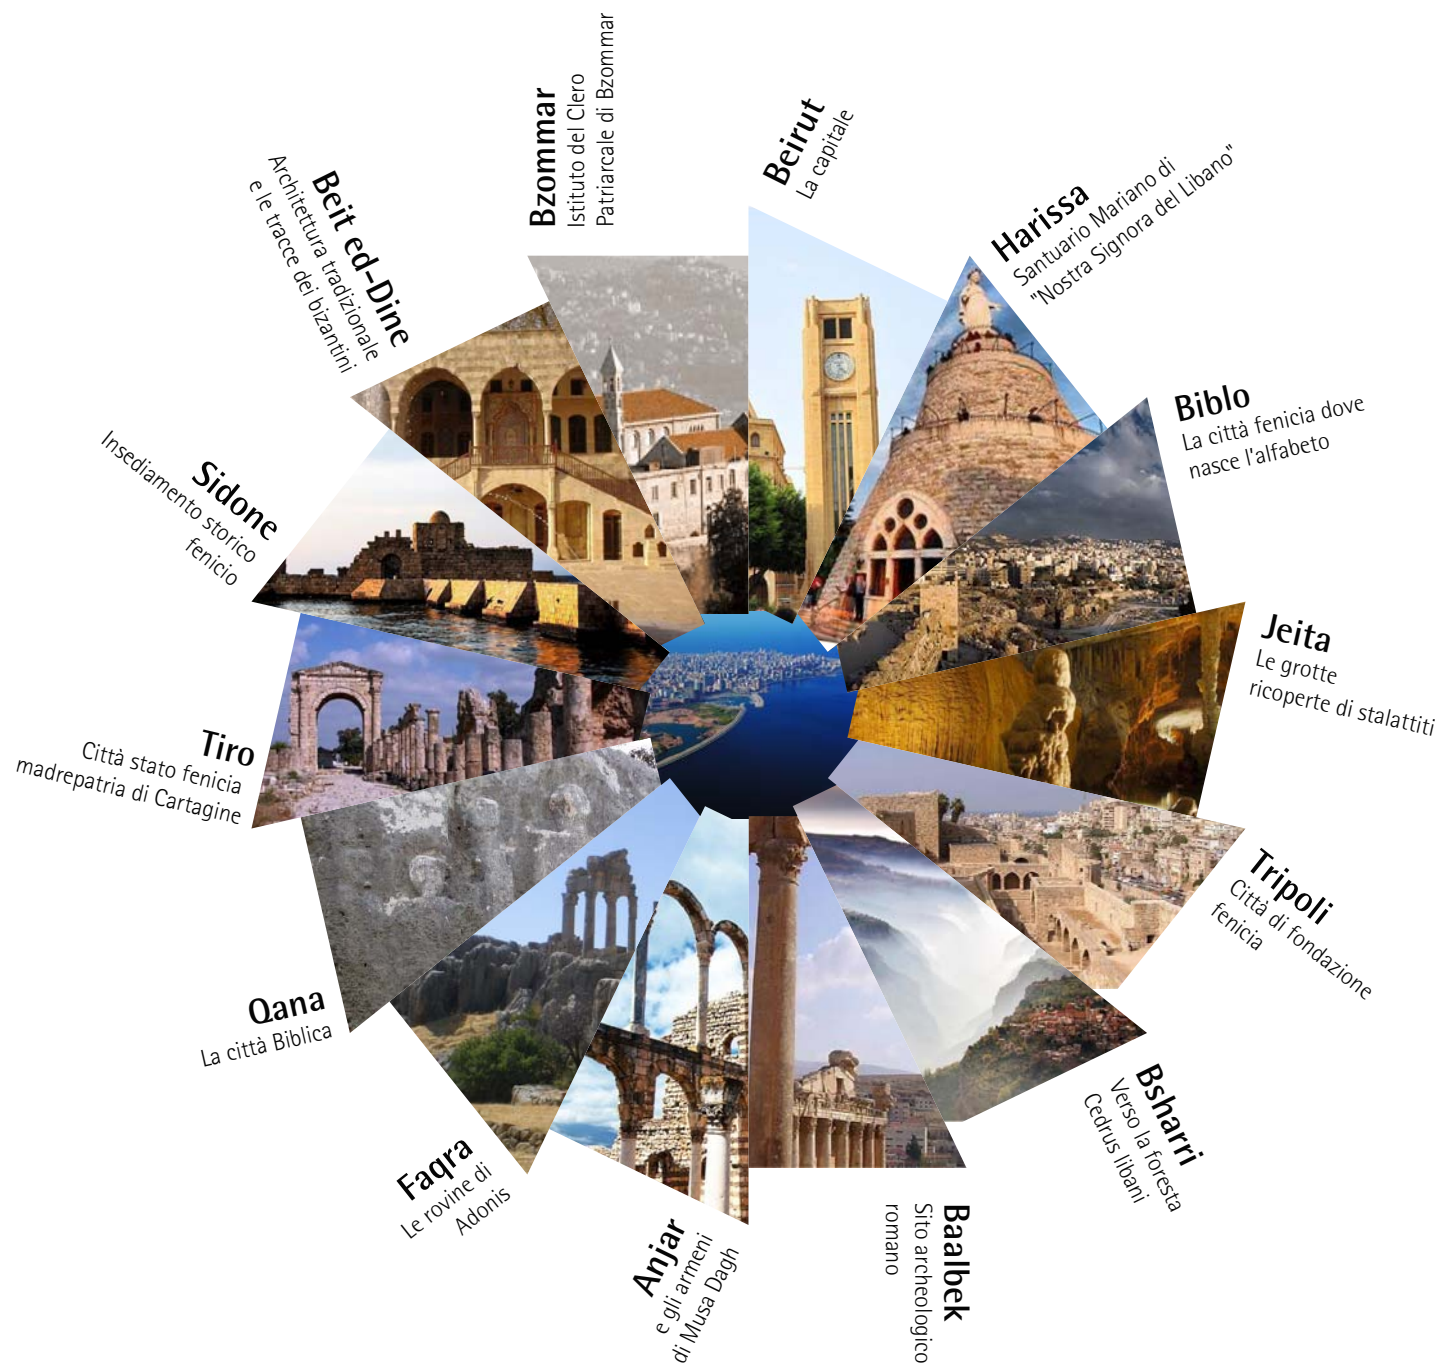 Bzommar
Istituto del Clero
Patriarcale di Bzommar
Beirut
La capitale
Harissa
Santuario Mariano di
"Nostra Signora del Libano"
Biblo
La città fenicia dove
nasce l'alfabeto
Jeita
Le grotte
ricoperte di stalattiti
Tripoli
Città di fondazione
fenicia
Bsharri
Verso la foresta
Cedrus libani
Baalbek
Sito archeologico
romano
Anjar
e gli armeni
di Musa Dagh
Faqra
Le rovine di
Adonis
Qana
La città Biblica
Tiro
Città stato fenicia
madrepatria di Cartagine
Sidone
Insediamento storico
fenicio
Beit ed-Dine
Architettura tradizionale
e le tracce dei bizantini